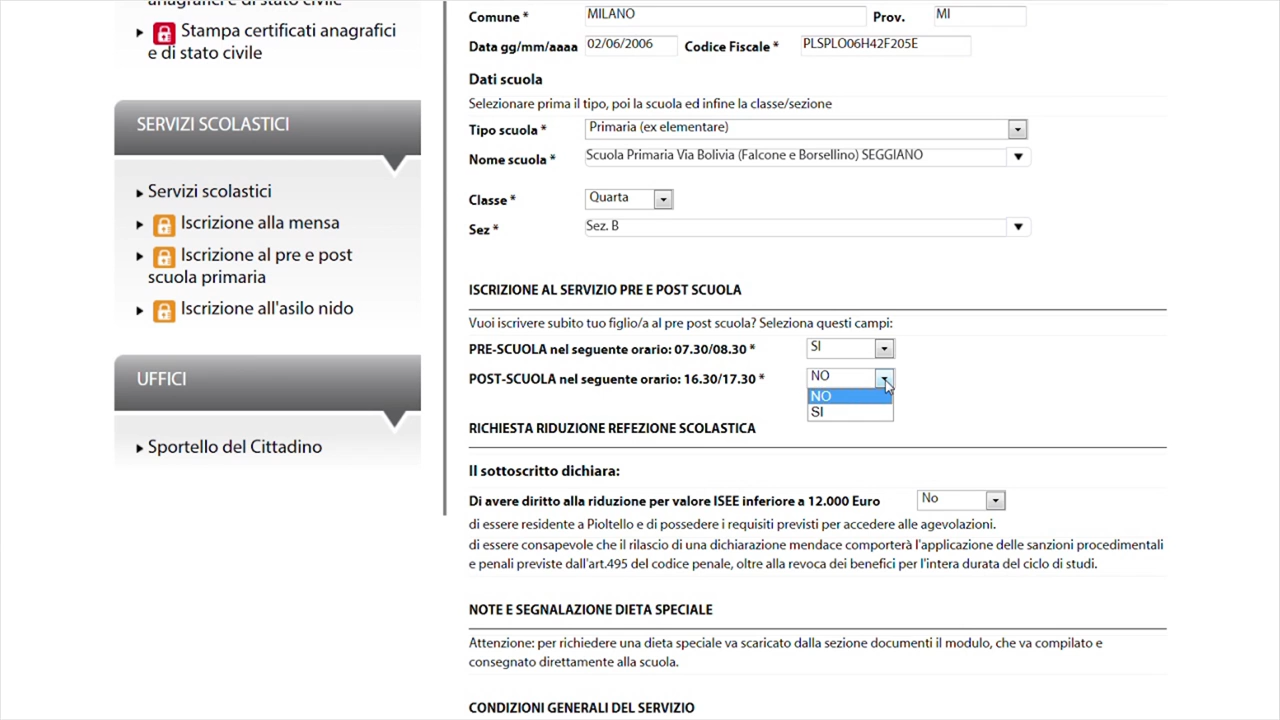 anagrafici e di stato civile
Stampa certificati anagrafici
e di stato civile
SERVIZI SCOLASTICI
Servizi scolastici
Iscrizione alla mensa
Iscrizione al pre e post
scuola primaria
Iscrizione all'asilo nido
UFFICI
Sportello del Cittadino
Comune * MILANO Prov. MI
Data gg/mm/aaaa 02/06/2006 Codice Fiscale * PLSPLO06H42F205E
Dati scuola
Selezionare prima il tipo, poi la scuola ed infine la classe/sezione
Tipo scuola * Primaria (ex elementare)
Nome scuola * Scuola Primaria Via Bolivia (Falcone e Borsellino) SEGGIANO
Classe * Quarta
Sez * Sez. B
ISCRIZIONE AL SERVIZIO PRE E POST SCUOLA
Vuoi iscrivere subito tuo figlio/a al pre post scuola? Seleziona questi campi:
PRE-SCUOLA nel seguente orario: 07.30/08.30 * SI
POST-SCUOLA nel seguente orario: 16.30/17.30 * NO
NO
SI
RICHIESTA RIDUZIONE REFEZIONE SCOLASTICA
Il sottoscritto dichiara:
Di avere diritto alla riduzione per valore ISEE inferiore a 12.000 Euro No
di essere residente a Pioltello e di possedere i requisiti previsti per accedere alle agevolazioni.
di essere consapevole che il rilascio di una dichiarazione mendace comporterà l'applicazione delle sanzioni procedimentali
e penali previste dall'art.495 del codice penale, oltre alla revoca dei benefici per l'intera durata del ciclo di studi.
NOTE E SEGNALAZIONE DIETA SPECIALE
Attenzione: per richiedere una dieta speciale va scaricato dalla sezione documenti il modulo, che va compilato e
consegnato direttamente alla scuola.
CONDIZIONI GENERALI DEL SERVIZIO